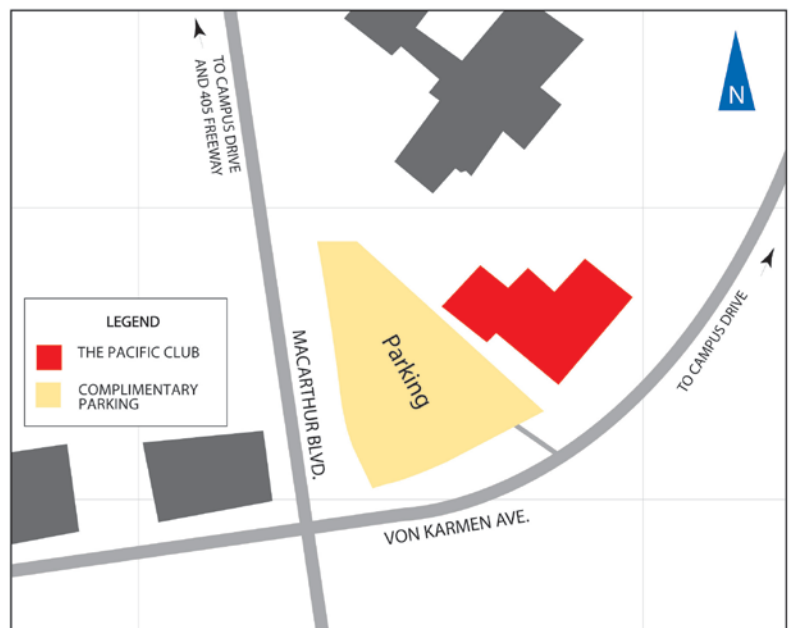 TO CAMPUS DRIVE
AND 405 FREEWAY
N
LEGEND
THE PACIFIC CLUB
COMPLIMENTARY
PARKING
MACARTHUR BLVD.
Parking
TO CAMPUS DRIVE
VON KARMEN AVE.